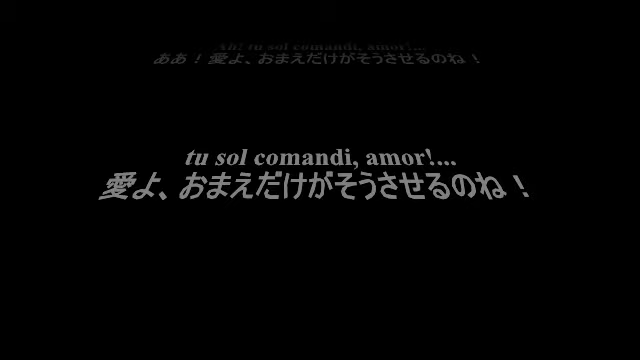 Ah! tu sol comandi, amor!...
ああ！愛よ、おまえだけがそうさせるのね！
tu sol comandi, amor!...
愛よ、おまえだけがそうさせるのね！